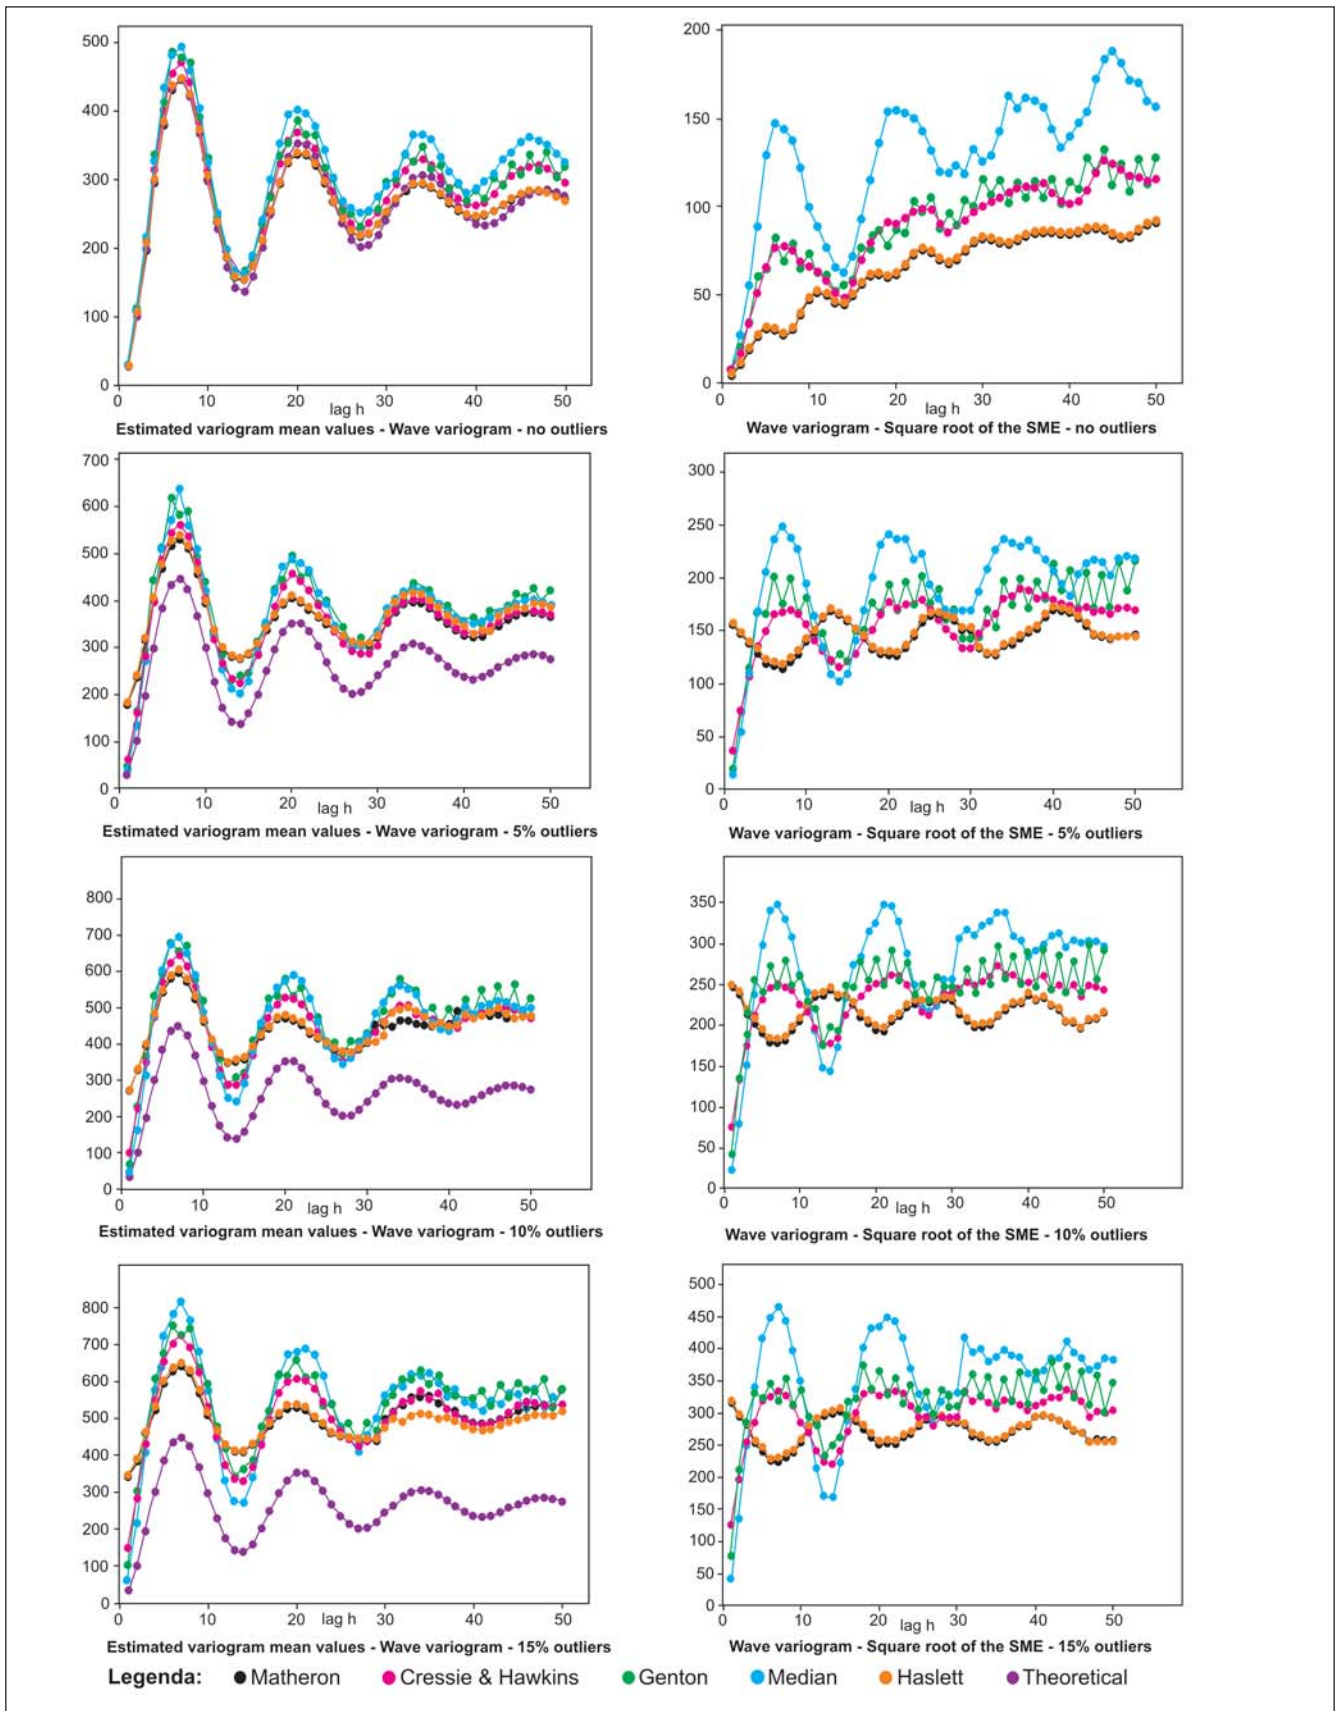 500
400
300
200
100
0
0 10 20 30 40 50
lag h
Estimated variogram mean values - Wave variogram - no outliers
200
150
100
50
0
0 10 20 30 40 50
lag h
Wave variogram - Square root of the SME - no outliers
700
600
500
400
300
200
100
0
0 10 20 30 40 50
lag h
Estimated variogram mean values - Wave variogram - 5% outliers
300
250
200
150
100
50
0
0 10 20 30 40 50
lag h
Wave variogram - Square root of the SME - 5% outliers
800
700
600
500
400
300
200
100
0
0 10 20 30 40 50
lag h
Estimated variogram mean values - Wave variogram - 10% outliers
350
300
250
200
150
100
50
0
0 10 20 30 40 50
lag h
Wave variogram - Square root of the SME - 10% outliers
800
700
600
500
400
300
200
100
0
0 10 20 30 40 50
lag h
Estimated variogram mean values - Wave variogram - 15% outliers
500
450
400
350
300
250
200
150
100
50
0
0 10 20 30 40 50
lag h
Wave variogram - Square root of the SME - 15% outliers
Legenda: Matheron Cressie & Hawkins Genton Median Haslett Theoretical